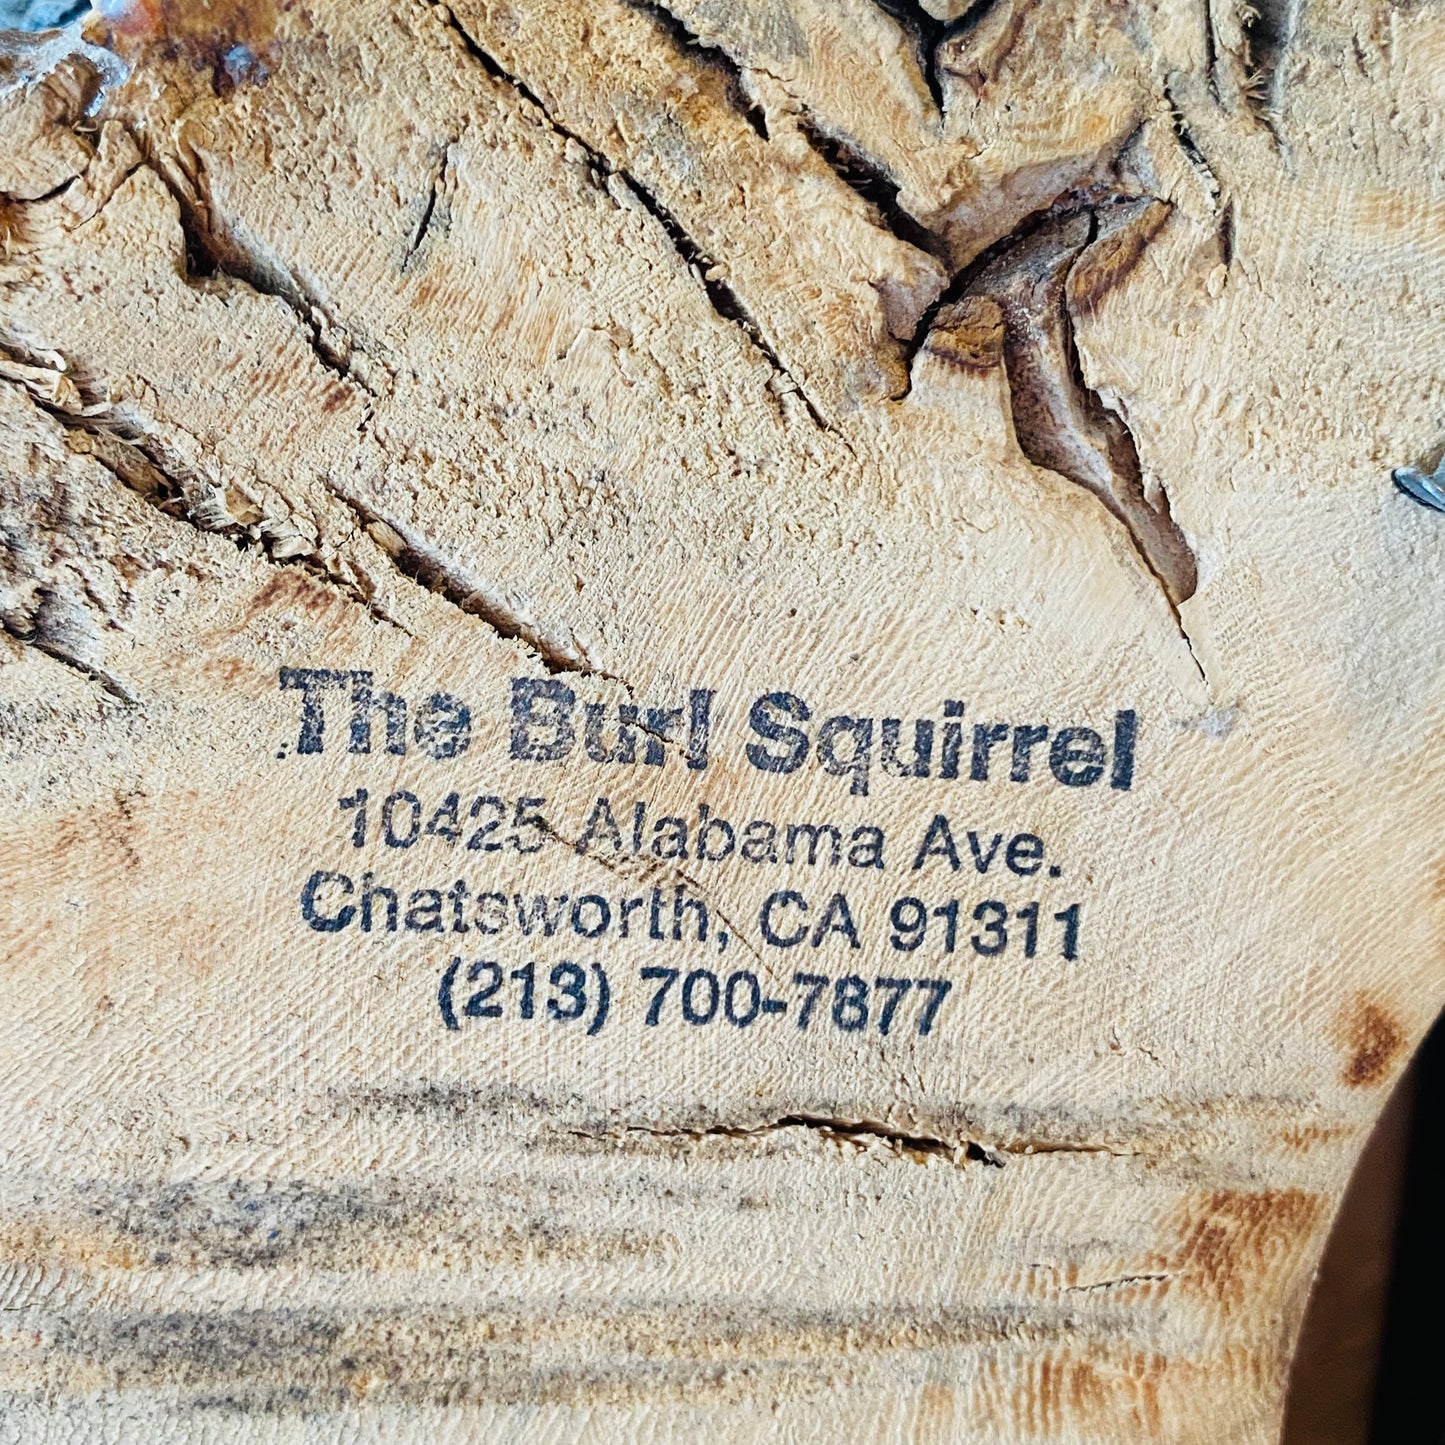 The Burl Squirrel
10425 Alabama Ave.
Chatsworth, CA 91311
(213) 700-7877